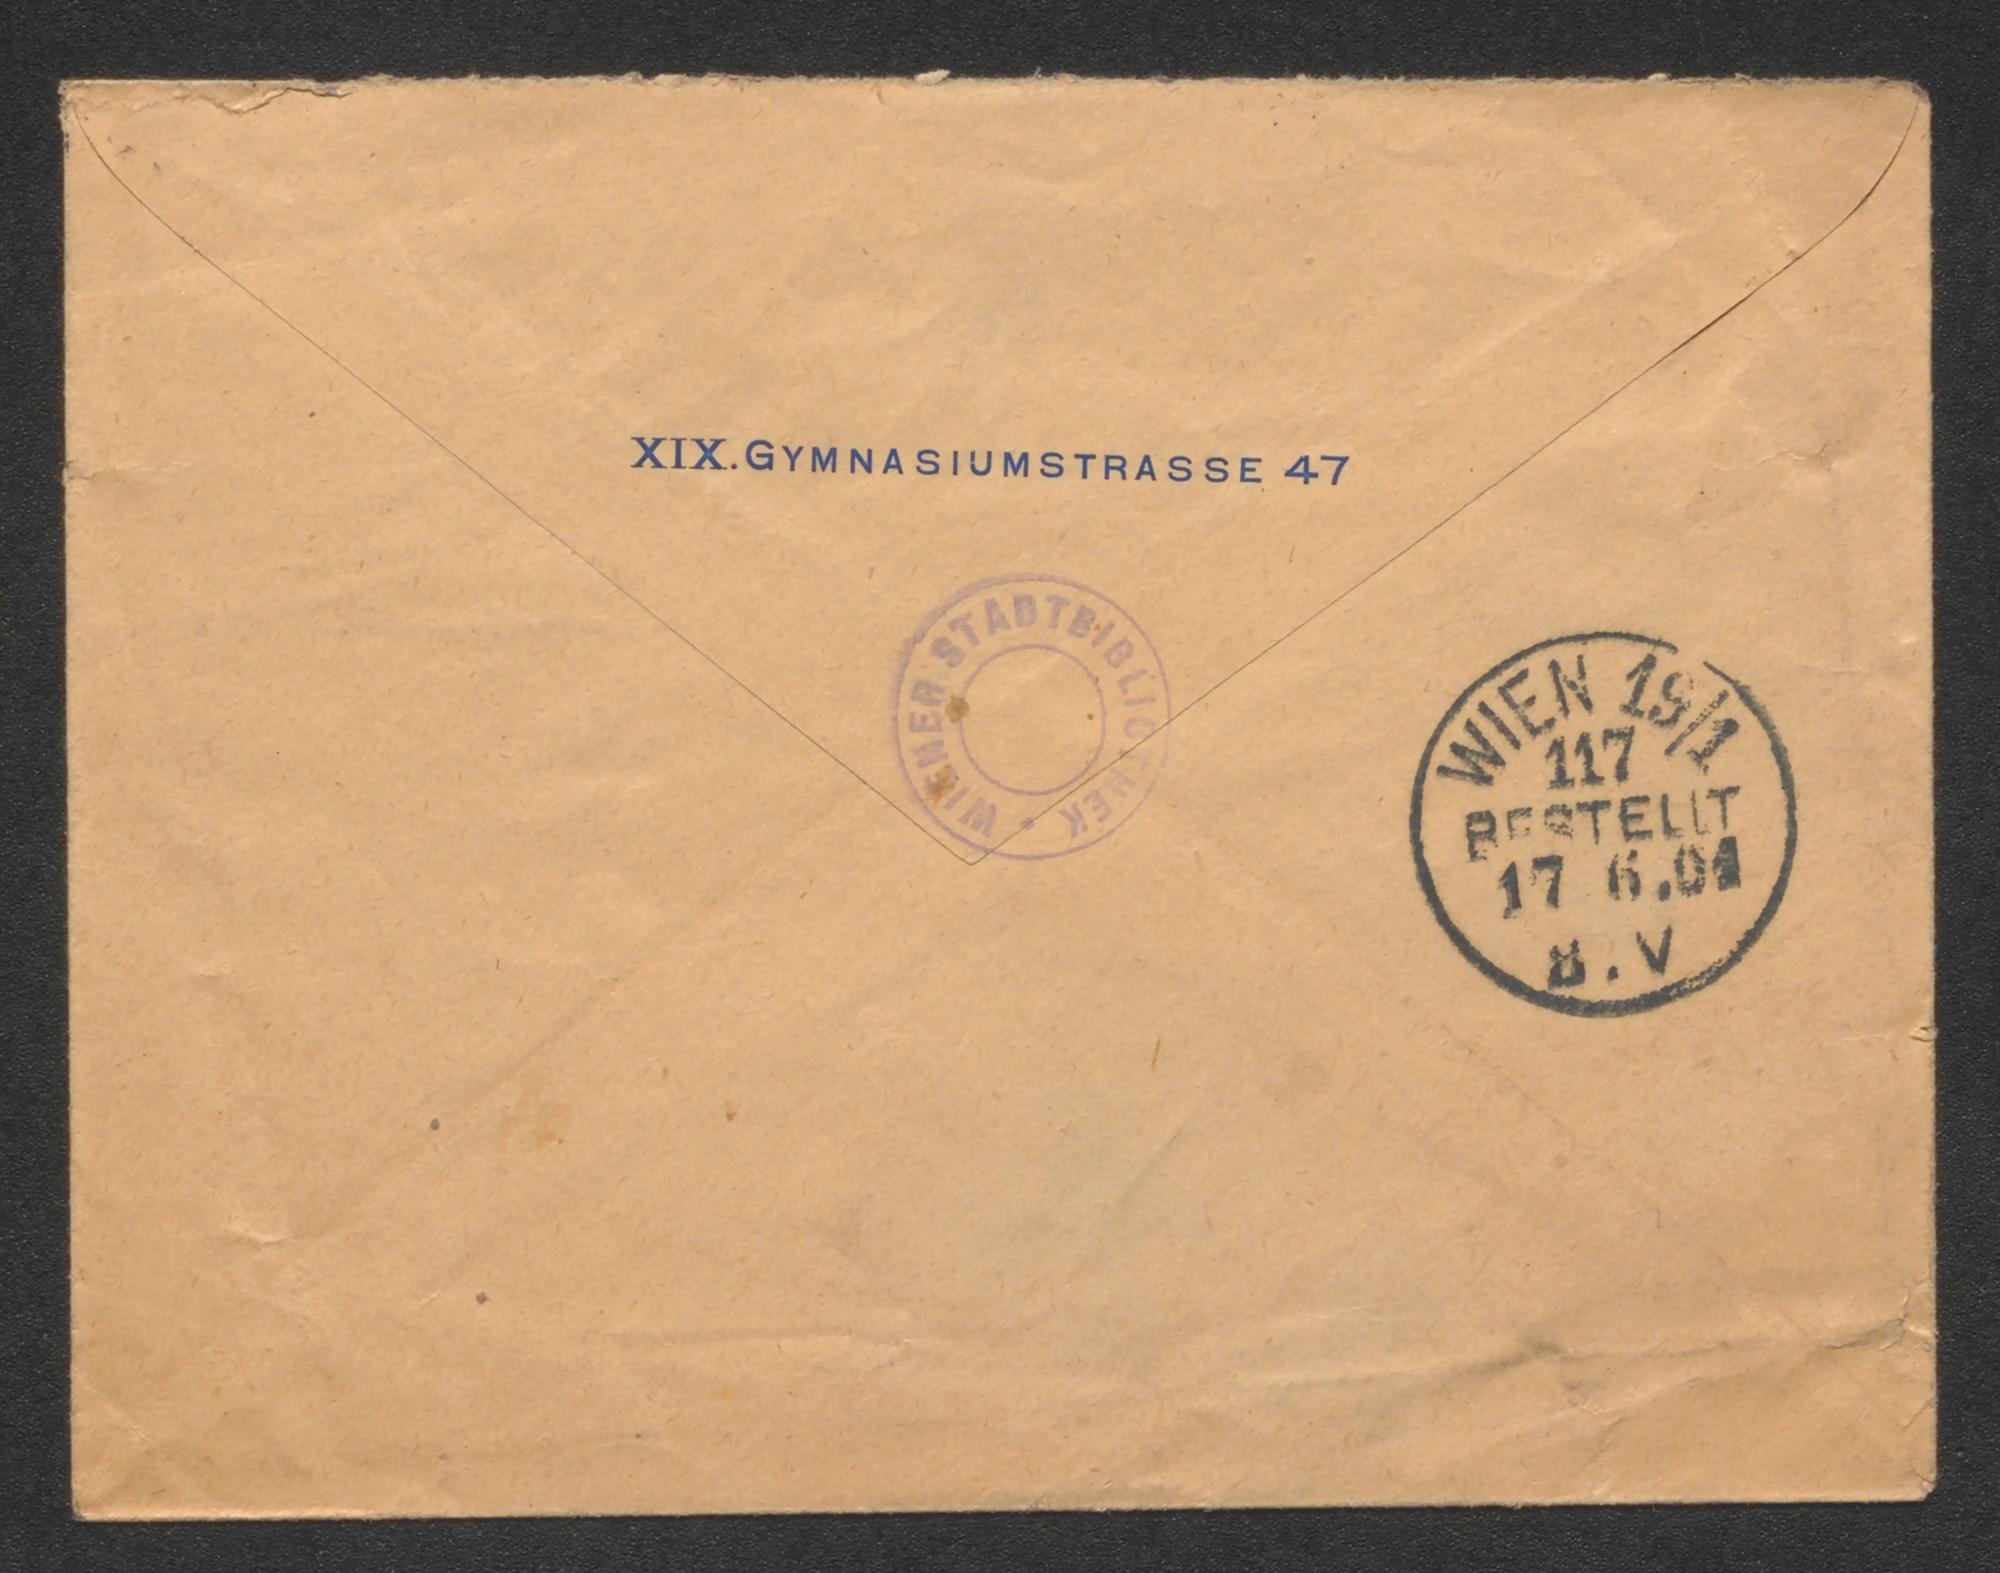 XIX. GYMNASIUMSTRASSE 47
WIENER STADTBIBLIOTHEK
WIEN 19/1
117
BESTELLT
17 6.01
8.V